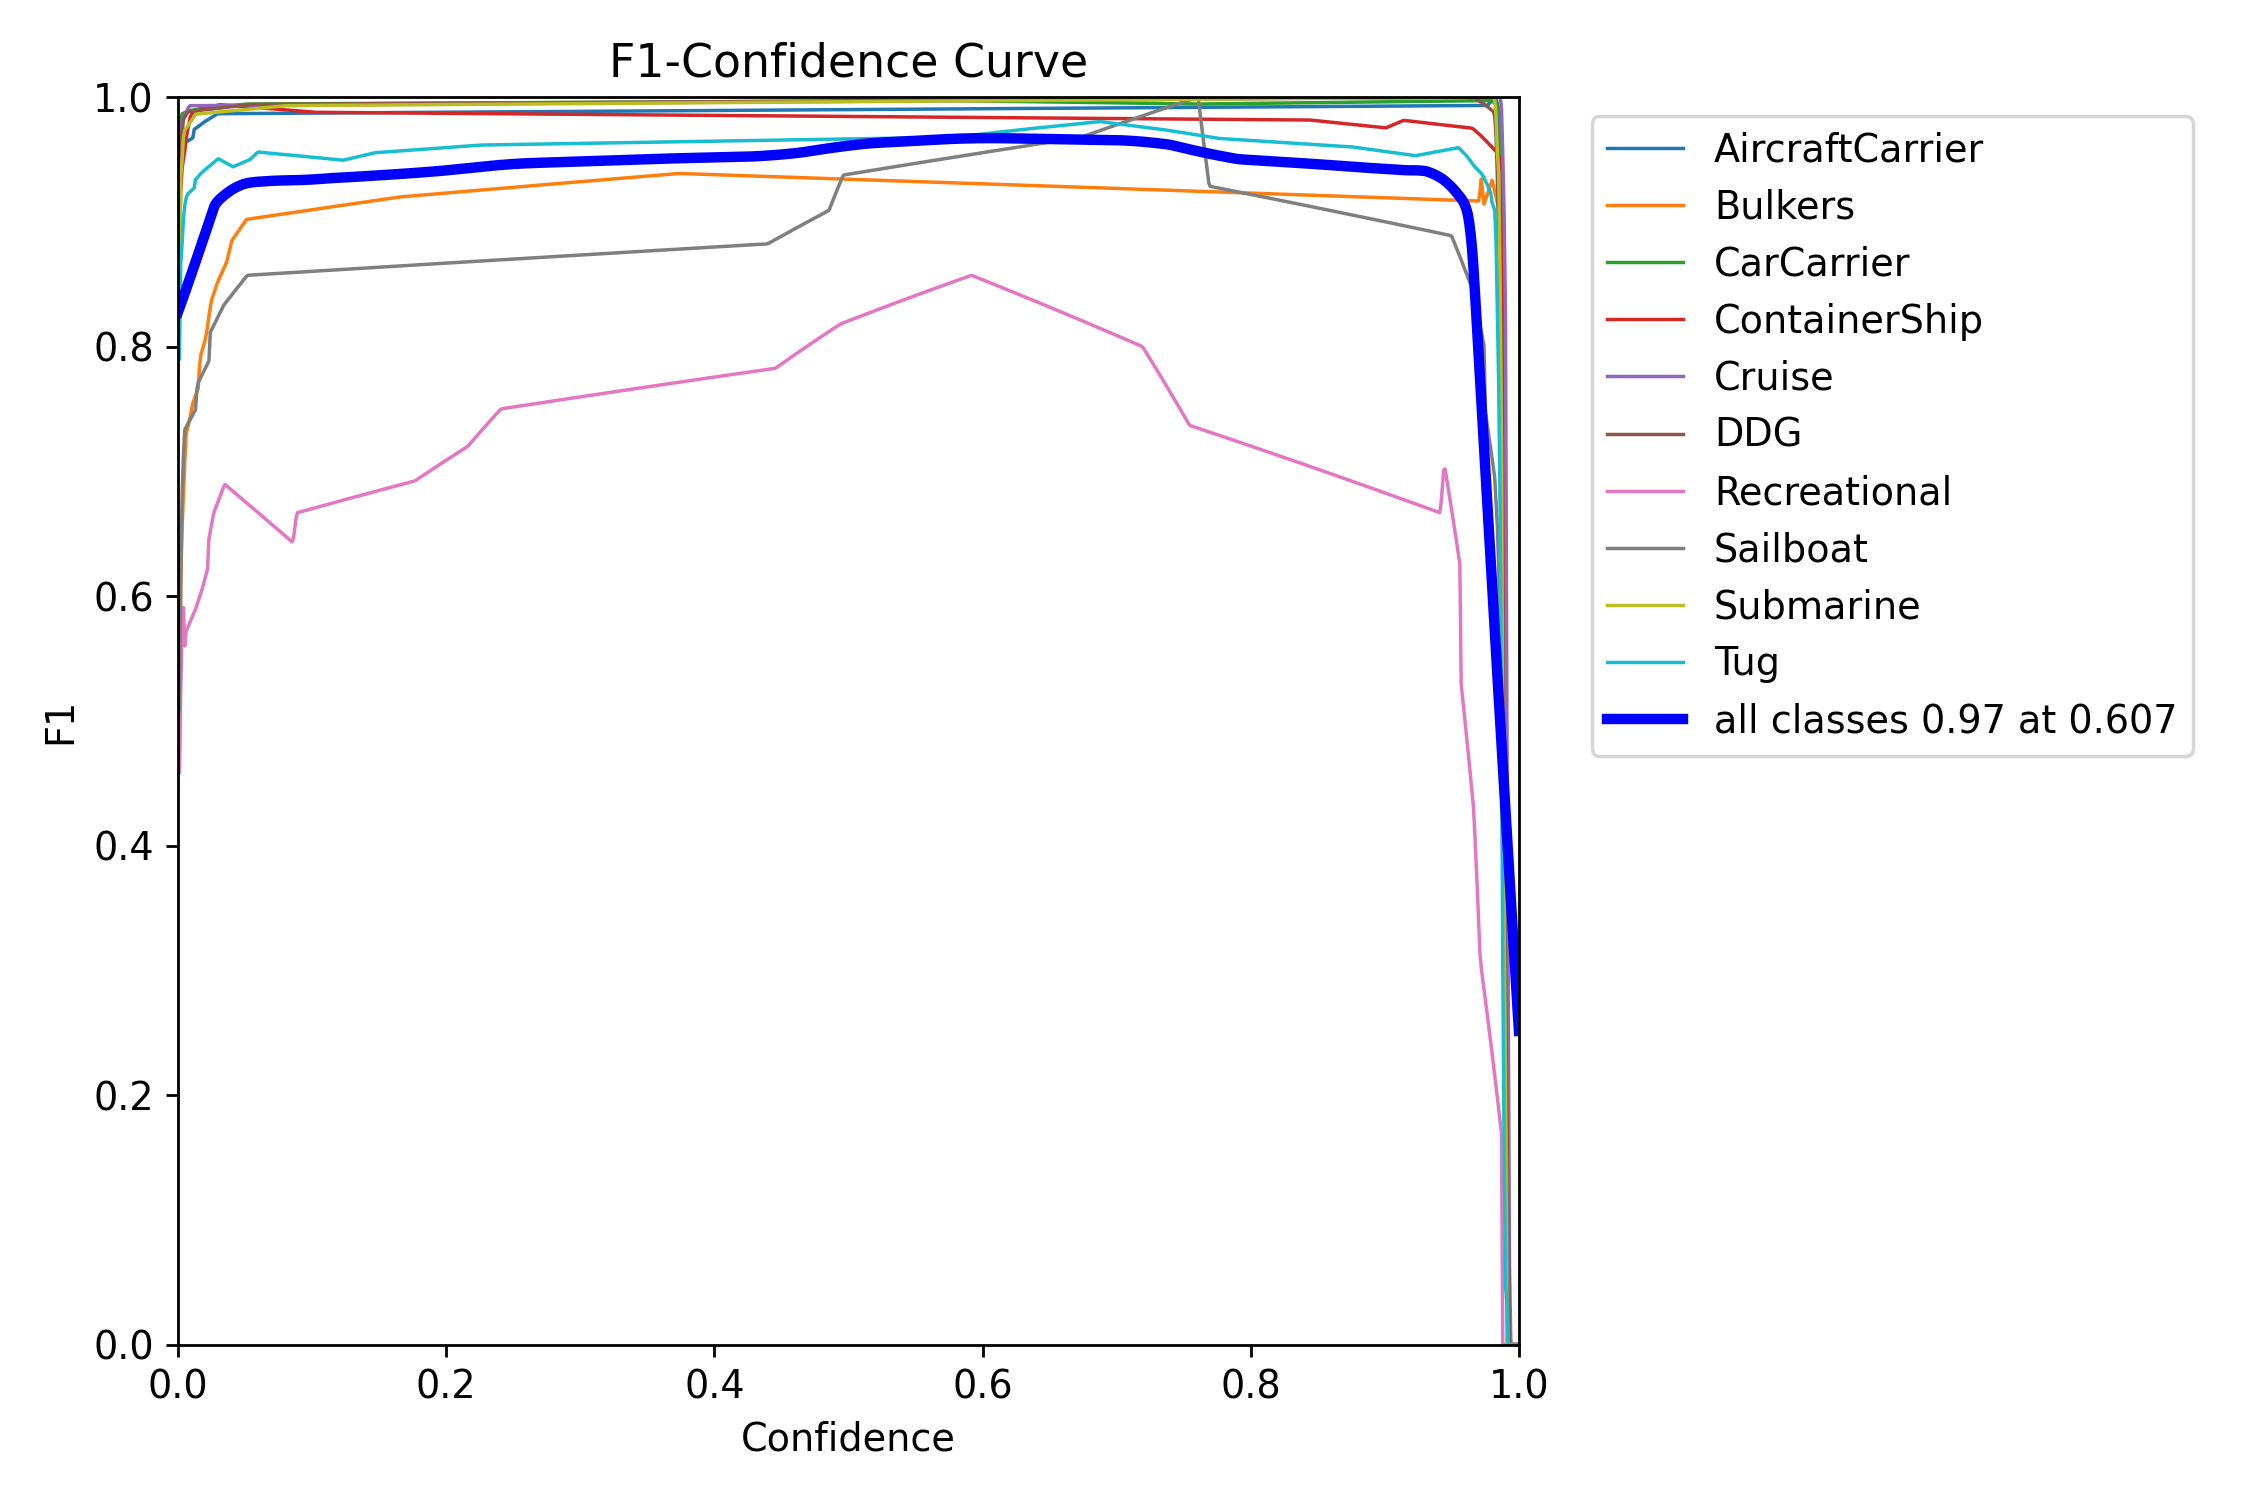 F1-Confidence Curve
1.0
0.8
0.6
0.4
0.2
0.0
F1
0.0 0.2 0.4 0.6 0.8 1.0
Confidence
AircraftCarrier
Bulkers
CarCarrier
ContainerShip
Cruise
DDG
Recreational
Sailboat
Submarine
Tug
all classes 0.97 at 0.607